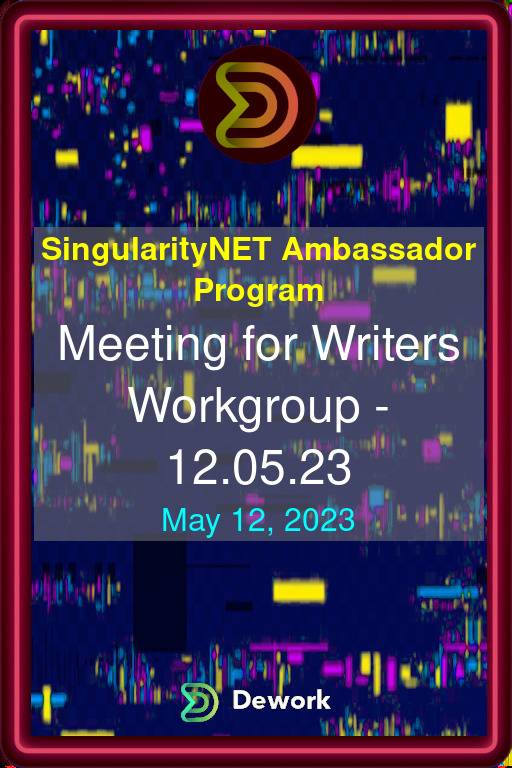 SingularityNET Ambassador
Program
Meeting for Writers
Workgroup -
12.05.23
May 12, 2023
Dework